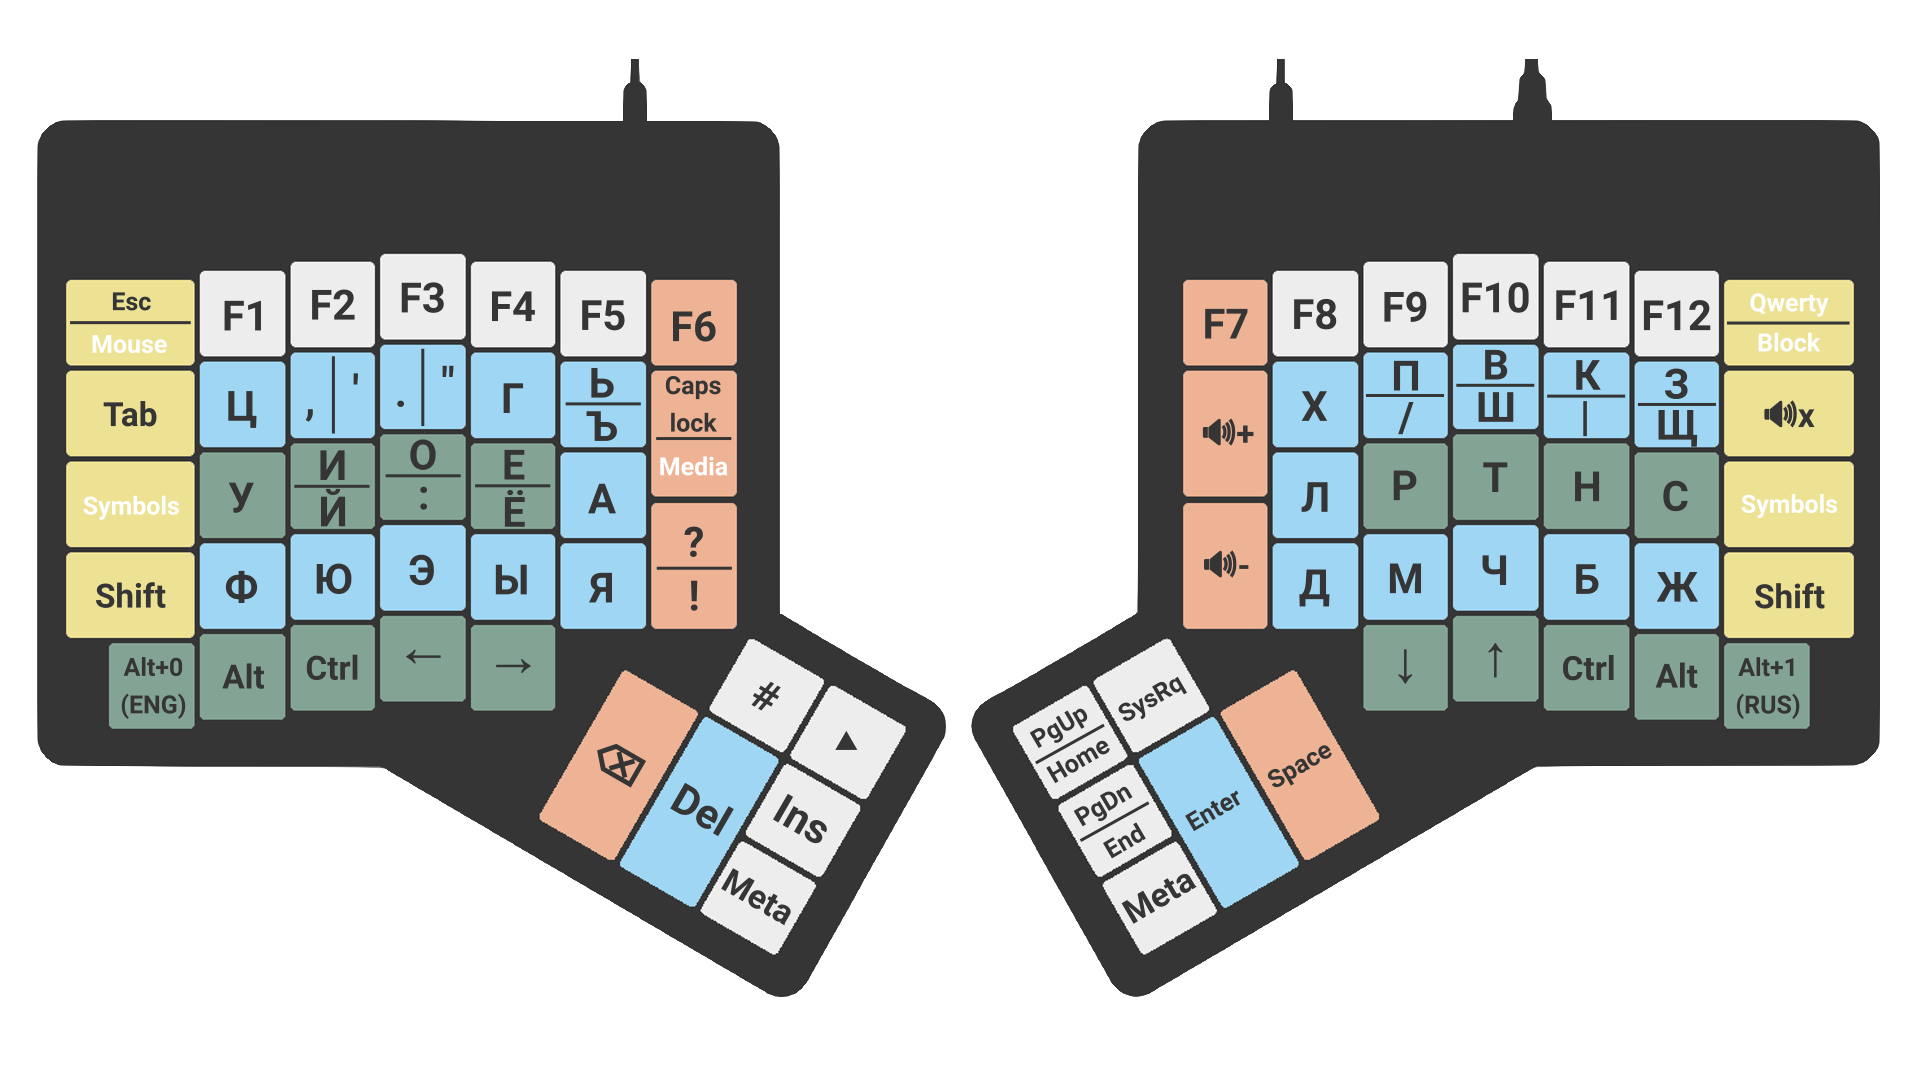 Esc
Mouse
F1
F2
F3
F4
F5
F6
Tab
Ц
, '
. "
Г
Ь
Ъ
Caps
lock
Media
Symbols
У
И
Й
О
:
Е
Ё
А
?
!
Shift
Ф
Ю
Э
Ы
Я
Alt+0
(ENG)
Alt
Ctrl
←
→
#
▲
Del
Ins
Meta
F7
F8
F9
F10
F11
F12
Qwerty
Block
+
Х
П
/
В
Ш
К
|
З
Щ
x
Л
Р
Т
Н
С
Symbols
-
Д
М
Ч
Б
Ж
Shift
↓
↑
Ctrl
Alt
Alt+1
(RUS)
PgUp
Home
SysRq
PgDn
End
Enter
Space
Meta